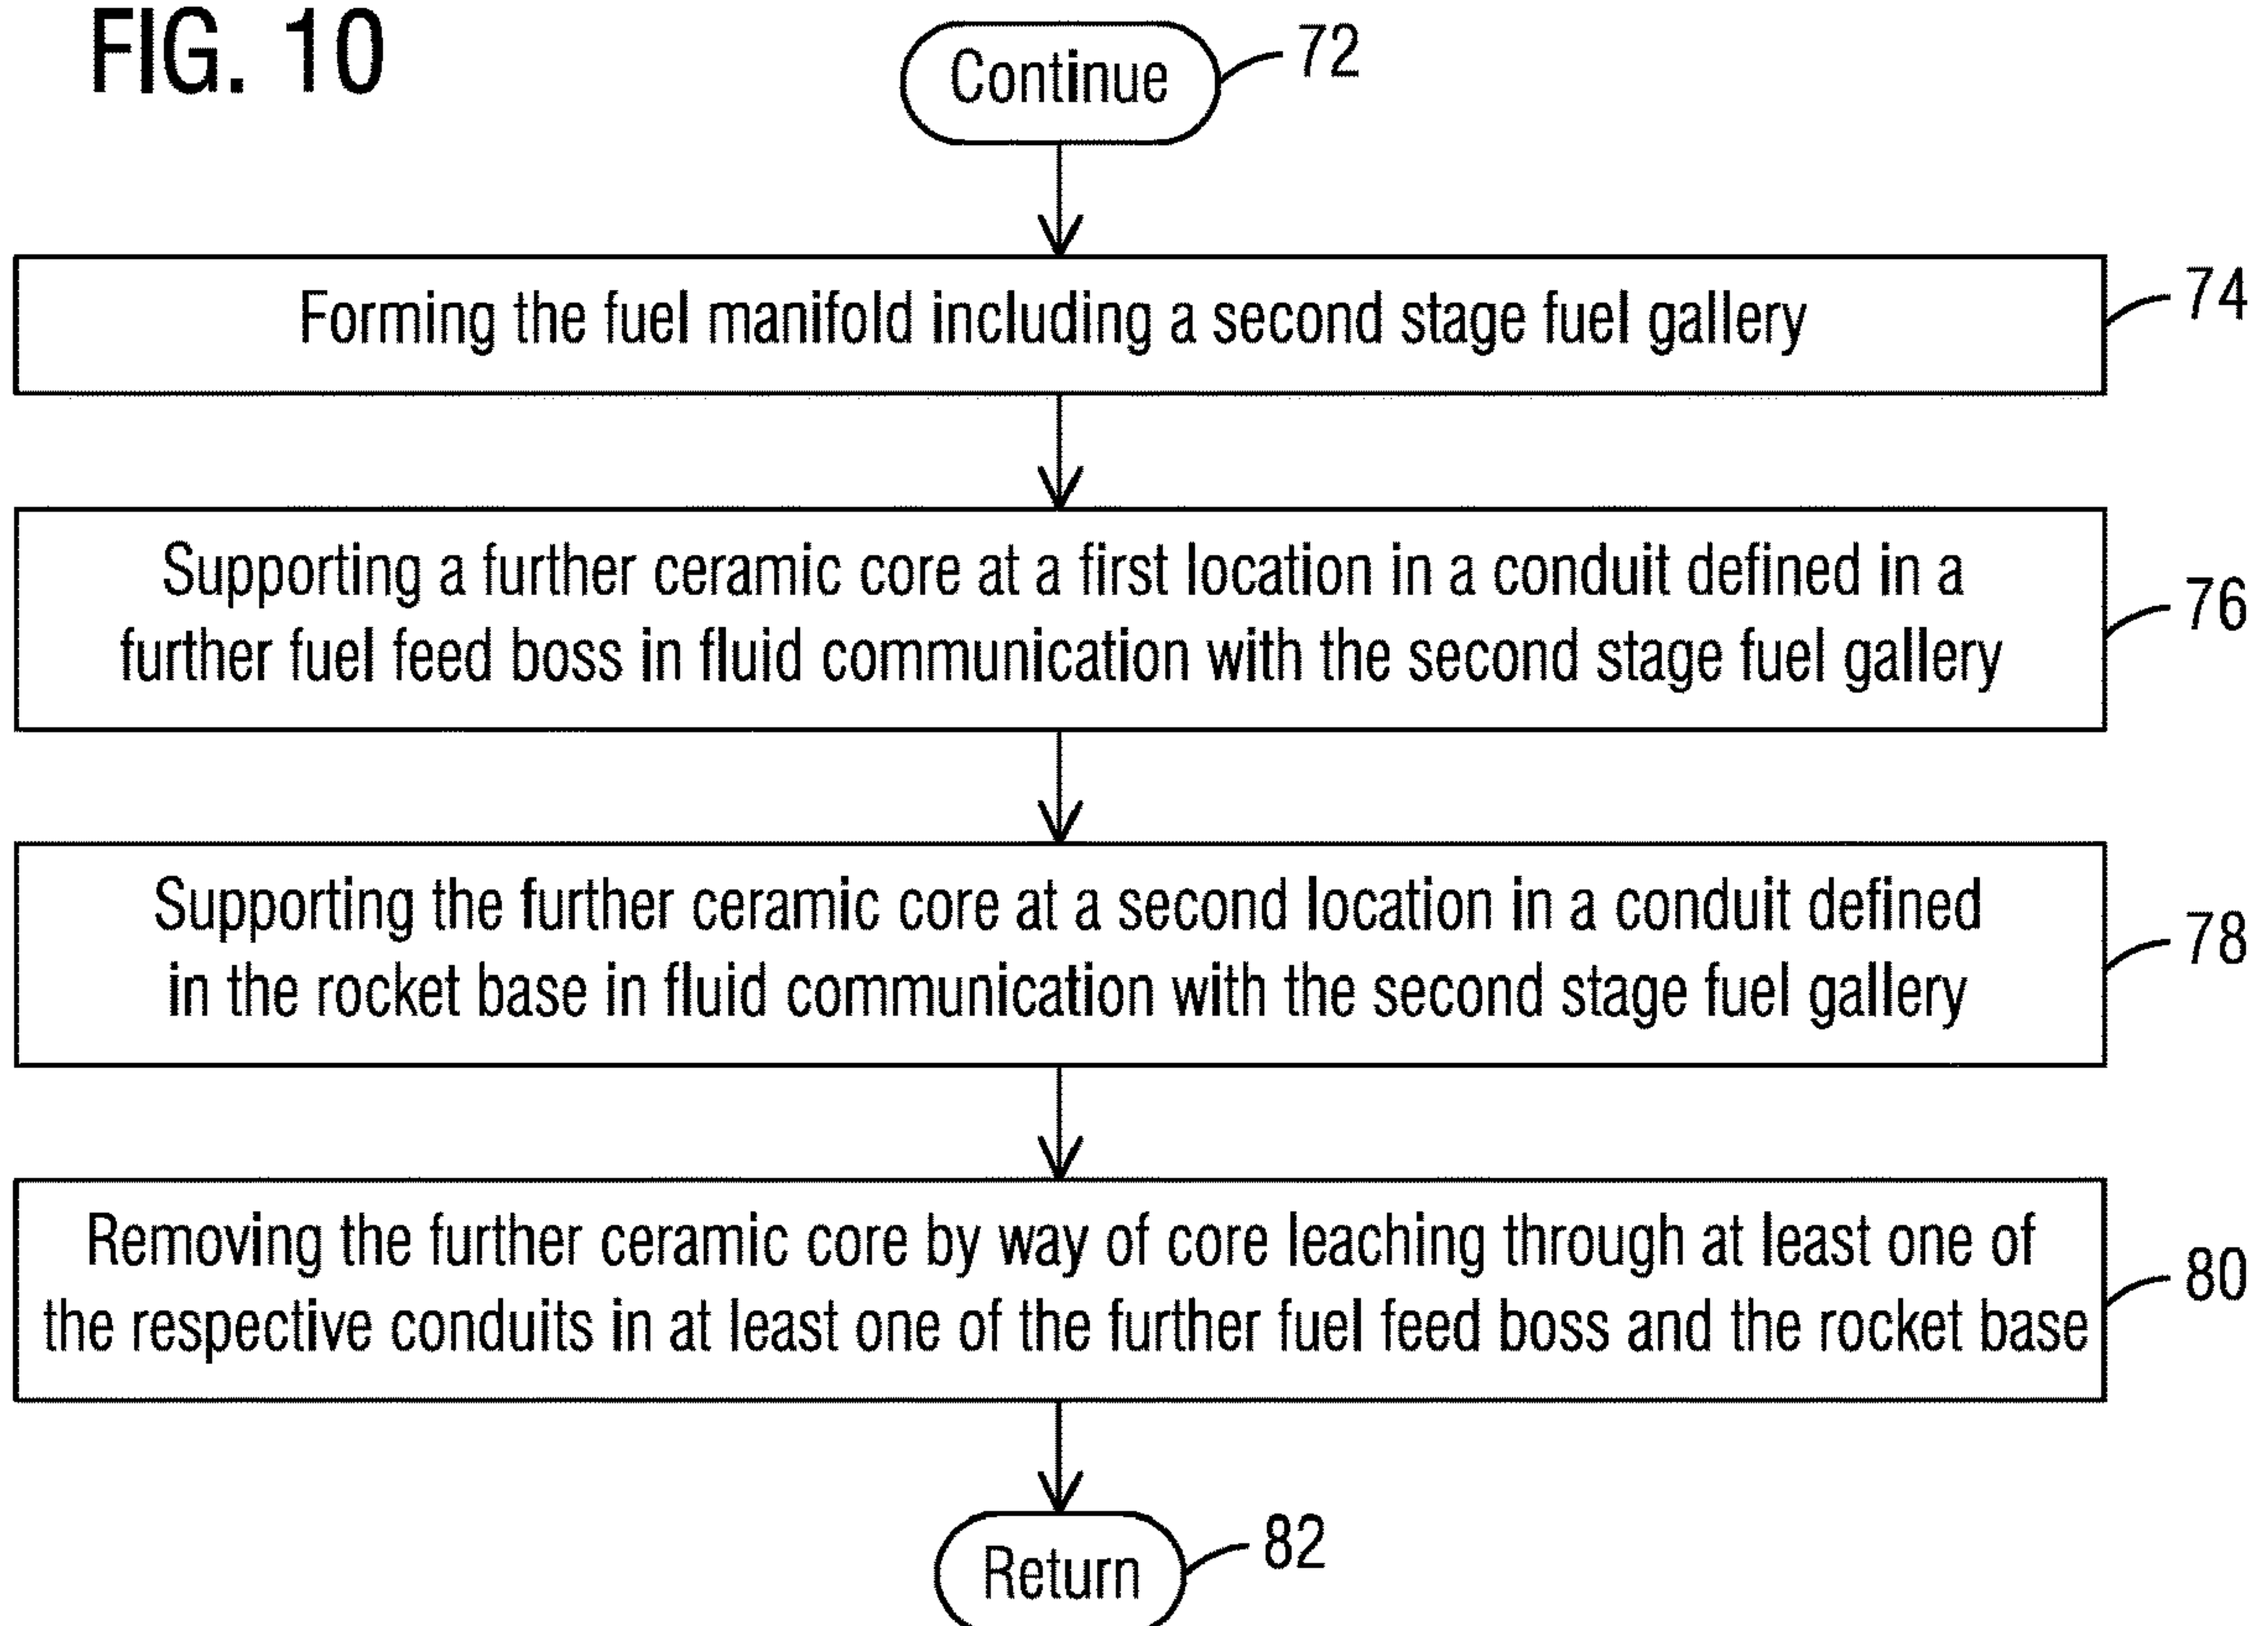 FIG. 10
Continue
72
Forming the fuel manifold including a second stage fuel gallery
74
Supporting a further ceramic core at a first location in a conduit defined in a
further fuel feed boss in fluid communication with the second stage fuel gallery
76
Supporting the further ceramic core at a second location in a conduit defined
in the rocket base in fluid communication with the second stage fuel gallery
78
Removing the further ceramic core by way of core leaching through at least one of
the respective conduits in at least one of the further fuel feed boss and the rocket base
80
Return
82